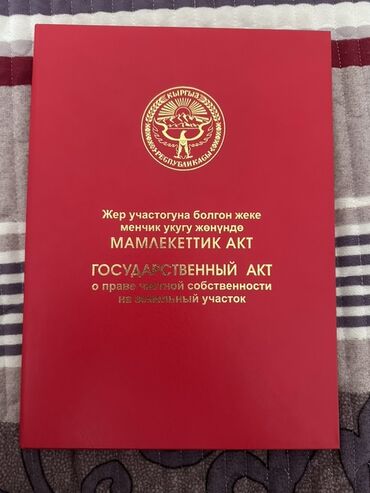 КЫРГЫЗ
РЕСПУБЛИКАСЫ
Жер участогуна болгон жеке
менчик укугу жөнүндө
МАМЛЕКЕТТИК АКТ
ГОСУДАРСТВЕННЫЙ АКТ
о праве частной собственности
на земельный участок